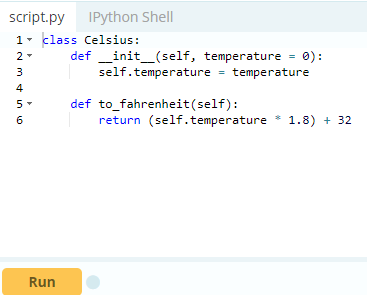 script.py IPython Shell
1 class Celsius:
2     def __init__(self, temperature = 0):
3         self.temperature = temperature
4
5     def to_fahrenheit(self):
6         return (self.temperature * 1.8) + 32
Run